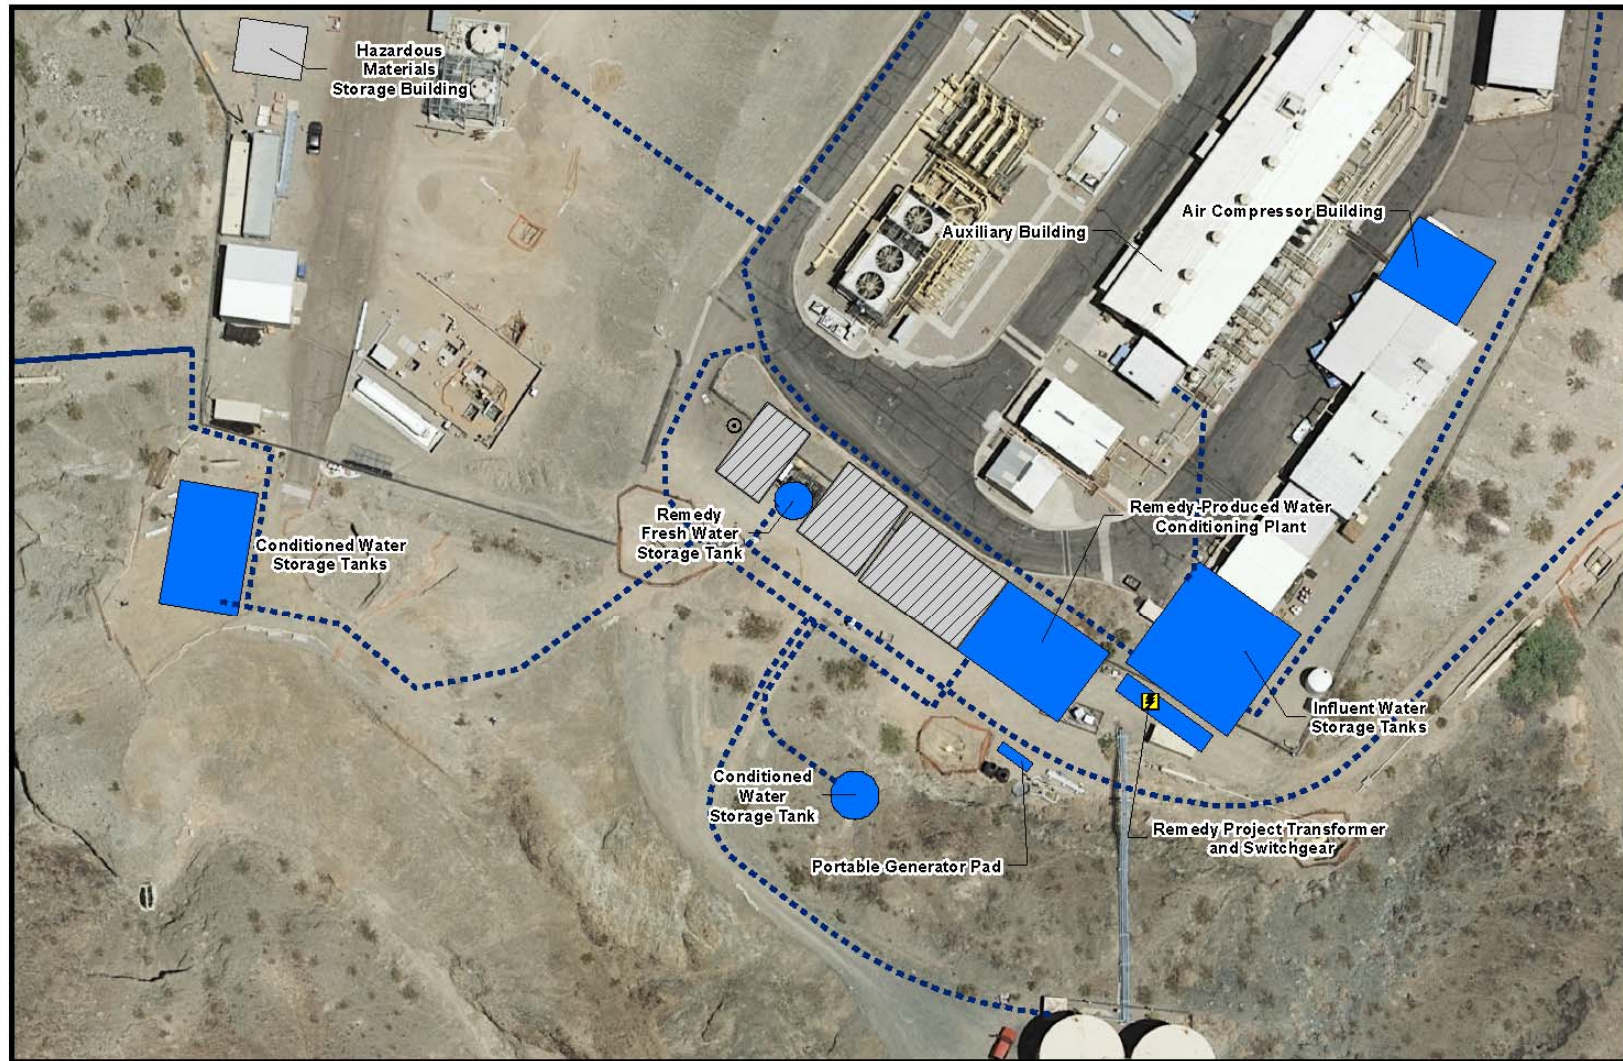 Hazardous
Materials
Storage Building
Air Compressor Building
Auxiliary Building
Remedy
Fresh Water
Storage Tank
Remedy-Produced Water
Conditioning Plant
Conditioned Water
Storage Tanks
Influent Water
Storage Tanks
Conditioned
Water
Storage Tank
Remedy Project Transformer
and Switchgear
Portable Generator Pad